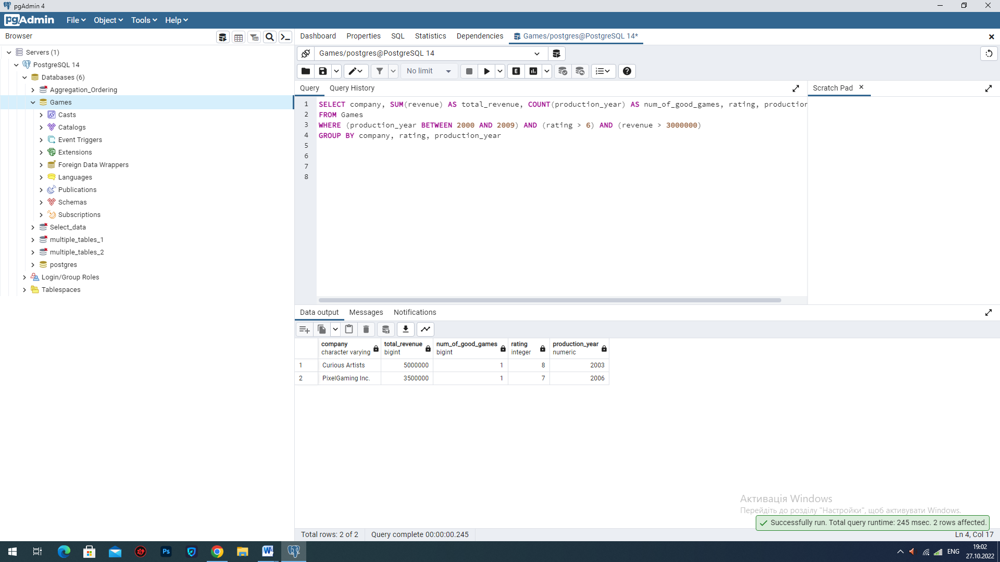 pgAdmin 4
pgAdmin File Object Tools Help
Browser
Dashboard Properties SQL Statistics Dependencies Games/postgres@PostgreSQL 14*
Servers (1)
PostgreSQL 14
Databases (6)
Aggregation_Ordering
Games
Casts
Catalogs
Event Triggers
Extensions
Foreign Data Wrappers
Languages
Publications
Schemas
Subscriptions
Select_data
multiple_tables_1
multiple_tables_2
postgres
Login/Group Roles
Tablespaces
Games/postgres@PostgreSQL 14
No limit
E
Query Query History
Scratch Pad
1 SELECT company, SUM(revenue) AS total_revenue, COUNT(production_year) AS num_of_good_games, rating, production
2 FROM Games
3 WHERE (production_year BETWEEN 2000 AND 2009) AND (rating > 6) AND (revenue > 3000000)
4 GROUP BY company, rating, production_year
5
6
7
8
Data output Messages Notifications
company total_revenue num_of_good_games rating production_year
character varying bigint bigint integer numeric
1 Curious Artists 5000000 1 8 2003
2 PixelGaming Inc. 3500000 1 7 2006
Активація Windows
Перейдіть до розділу "Настройки", щоб активувати Windows.
Successfully run. Total query runtime: 245 msec. 2 rows affected.
Total rows: 2 of 2 Query complete 00:00:00.245
Ln 4, Col 17
Ps
W
ENG
19:02
27.10.2022